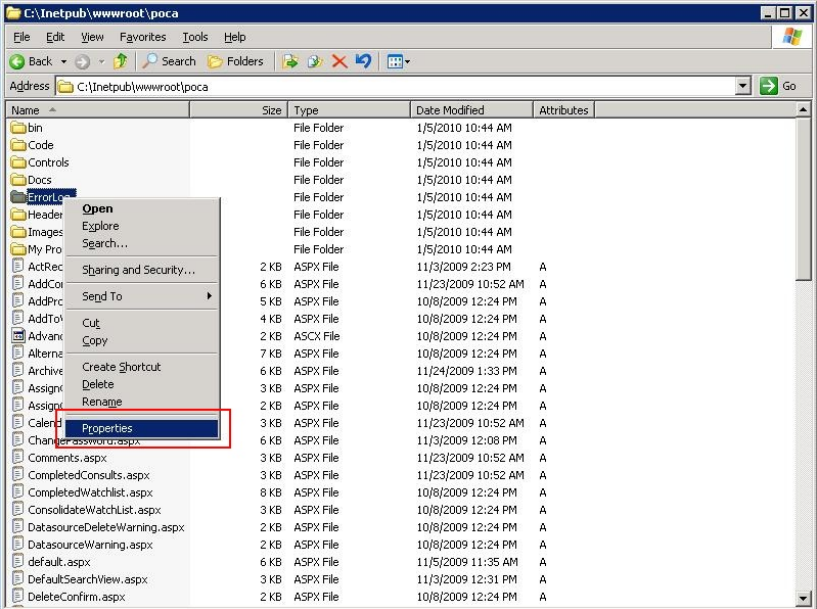 C:\Inetpub\wwwroot\poca
File Edit View Favorites Tools Help
Back Search Folders
Address C:\Inetpub\wwwroot\poca Go
Name Size Type Date Modified Attributes
bin File Folder 1/5/2010 10:44 AM
Code File Folder 1/5/2010 10:44 AM
Controls File Folder 1/5/2010 10:44 AM
Docs File Folder 1/5/2010 10:44 AM
ErrorLog File Folder 1/5/2010 10:44 AM
Header File Folder 1/5/2010 10:44 AM
Images File Folder 1/5/2010 10:44 AM
My Pro File Folder 1/5/2010 10:44 AM
ActRec 2 KB ASPX File 11/3/2009 2:23 PM A
AddCo 6 KB ASPX File 11/23/2009 10:52 AM A
AddPro 5 KB ASPX File 10/8/2009 12:24 PM A
AddTo 4 KB ASPX File 10/8/2009 12:24 PM A
Advan 2 KB ASCX File 10/8/2009 12:24 PM A
Alterna 7 KB ASPX File 10/8/2009 12:24 PM A
Archive 6 KB ASPX File 11/24/2009 1:33 PM A
Assign 3 KB ASPX File 10/8/2009 12:24 PM A
Assign 2 KB ASPX File 10/8/2009 12:24 PM A
Calend 3 KB ASPX File 11/23/2009 10:52 AM A
ChangePassword.aspx 6 KB ASPX File 11/3/2009 12:08 PM A
Comments.aspx 3 KB ASPX File 11/23/2009 10:52 AM A
CompletedConsults.aspx 3 KB ASPX File 11/23/2009 10:52 AM A
CompletedWatchlist.aspx 8 KB ASPX File 10/8/2009 12:24 PM A
ConsolidateWatchList.aspx 3 KB ASPX File 10/8/2009 12:24 PM A
DatasourceDeleteWarning.aspx 2 KB ASPX File 10/8/2009 12:24 PM A
DatasourceWarning.aspx 2 KB ASPX File 10/8/2009 12:24 PM A
default.aspx 6 KB ASPX File 11/5/2009 11:35 AM A
DefaultSearchView.aspx 3 KB ASPX File 11/3/2009 12:31 PM A
DeleteConfirm.aspx 2 KB ASPX File 10/8/2009 12:24 PM A
Open
Explore
Search...
Sharing and Security...
Send To
Cut
Copy
Create Shortcut
Delete
Rename
Properties